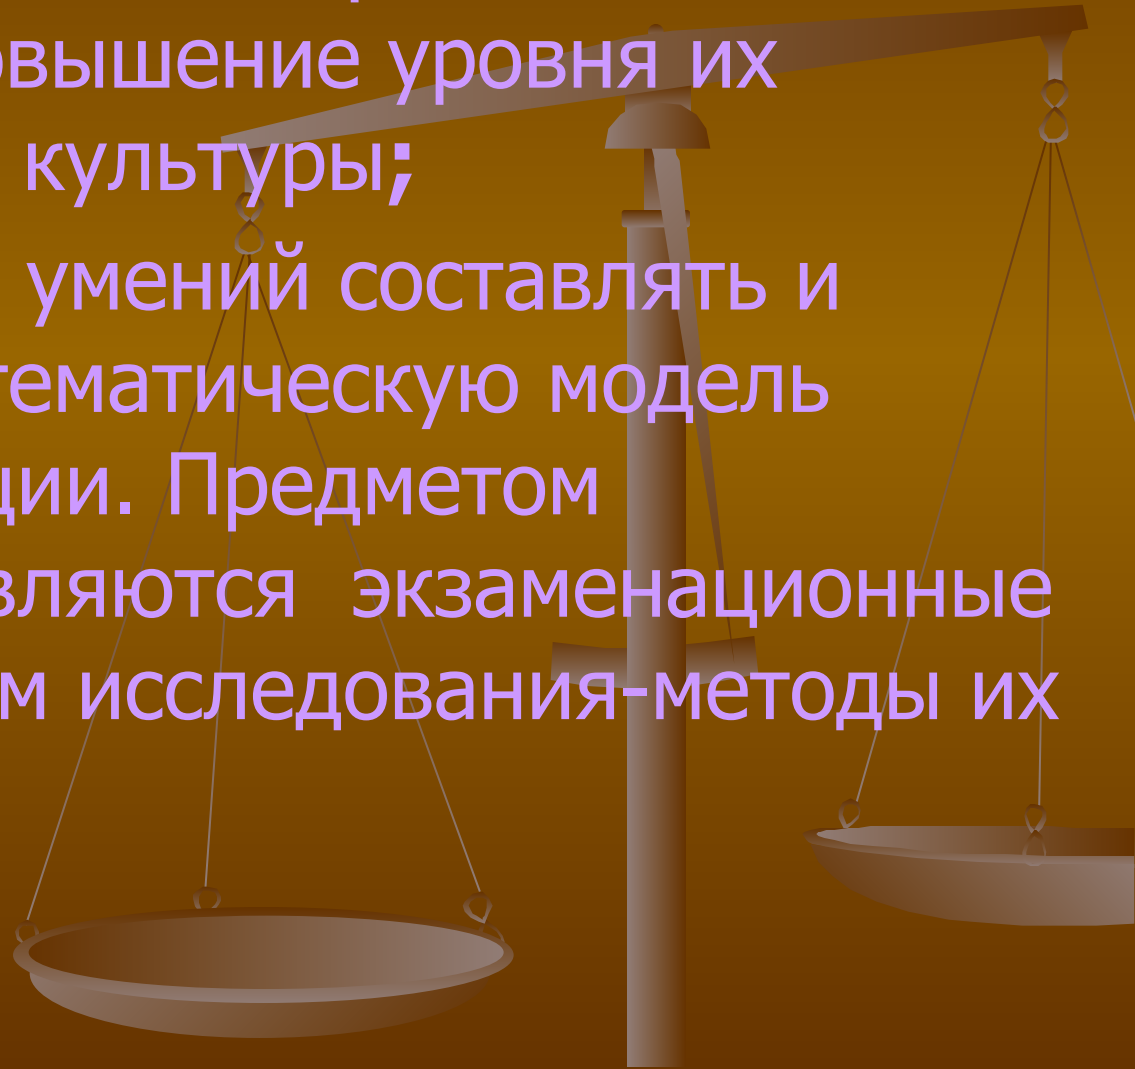 овышение уровня их
культуры;
умений составлять и
тематическую модель
ции. Предметом
вляются экзаменационные
м исследования-методы их